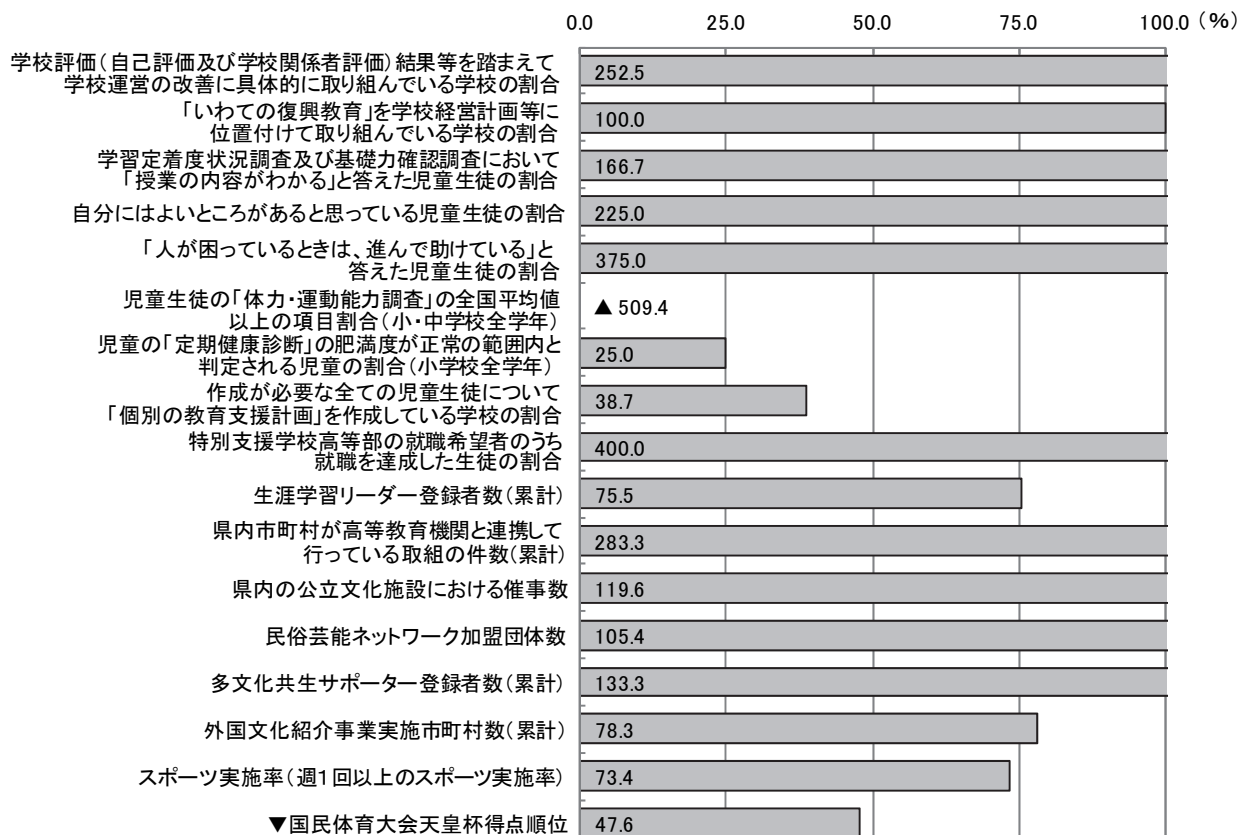 0.0 25.0 50.0 75.0 100.0 (%)
学校評価(自己評価及び学校関係者評価)結果等を踏まえて
学校運営の改善に具体的に取り組んでいる学校の割合
252.5
「いわての復興教育」を学校経営計画等に
位置付けて取り組んでいる学校の割合
100.0
学習定着度状況調査及び基礎力確認調査において
「授業の内容がわかる」と答えた児童生徒の割合
166.7
自分にはよいところがあると思っている児童生徒の割合
225.0
「人が困っているときは、進んで助けている」と
答えた児童生徒の割合
375.0
児童生徒の「体力・運動能力調査」の全国平均値
以上の項目割合(小・中学校全学年)
▲ 509.4
児童の「定期健康診断」の肥満度が正常の範囲内と
判定される児童の割合(小学校全学年)
25.0
作成が必要な全ての児童生徒について
「個別の教育支援計画」を作成している学校の割合
38.7
特別支援学校高等部の就職希望者のうち
就職を達成した生徒の割合
400.0
生涯学習リーダー登録者数(累計)
75.5
県内市町村が高等教育機関と連携して
行っている取組の件数(累計)
283.3
県内の公立文化施設における催事数
119.6
民俗芸能ネットワーク加盟団体数
105.4
多文化共生サポーター登録者数(累計)
133.3
外国文化紹介事業実施市町村数(累計)
78.3
スポーツ実施率(週1回以上のスポーツ実施率)
73.4
▼国民体育大会天皇杯得点順位
47.6